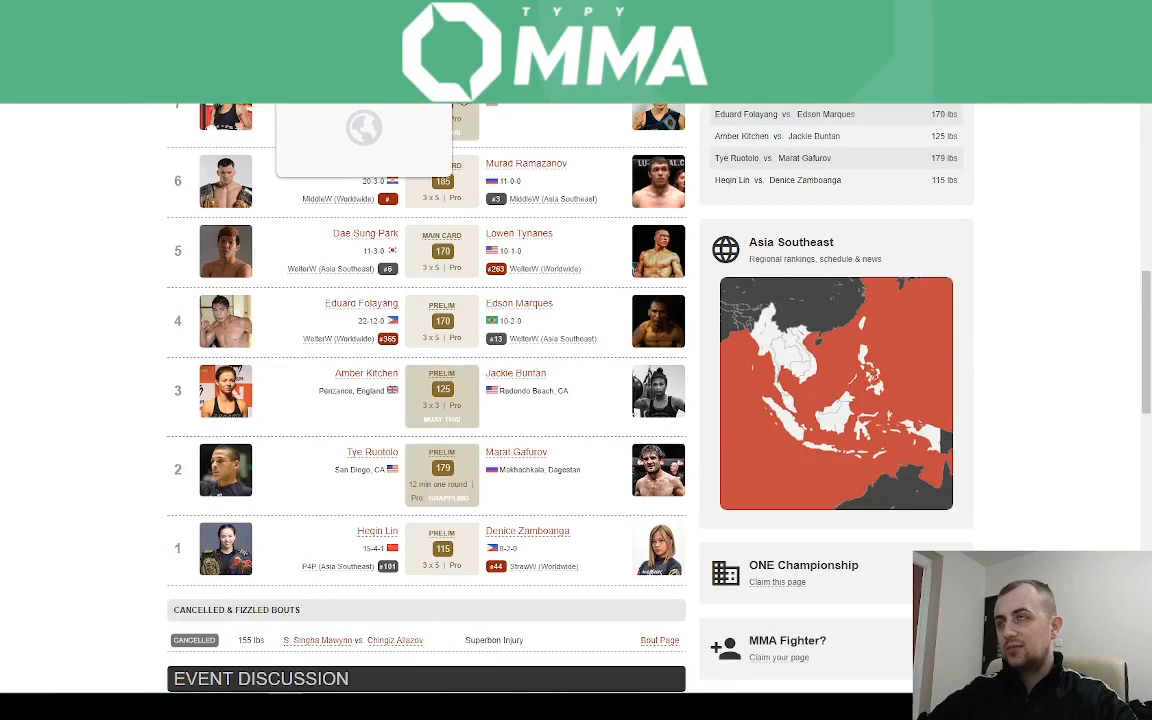 TYPY
MMA
7
Pro
Eduard Folayang vs. Edson Marques 170 lbs
Amber Kitchen vs. Jackie Buntan 125 lbs
Tye Ruotolo vs. Marat Gafurov 179 lbs
Heqin Lin vs. Denice Zamboanga 115 lbs
6
20-3-0
MiddleW (Worldwide) #
185
3 x 5 | Pro
Murad Ramazanov
11-0-0
#3 MiddleW (Asia Southeast)
5
Dae Sung Park
11-3-0
WelterW (Asia Southeast) #6
MAIN CARD
170
3 x 5 | Pro
Lowen Tynanes
10-1-0
#263 WelterW (Worldwide)
4
Eduard Folayang
22-12-0
WelterW (Worldwide) #365
PRELIM
170
3 x 5 | Pro
Edson Marques
10-2-0
#13 WelterW (Asia Southeast)
3
Amber Kitchen
Penzance, England
PRELIM
125
3 x 3 | Pro
MUAY THAI
Jackie Buntan
Redondo Beach, CA
2
Tye Ruotolo
San Diego, CA
PRELIM
179
12 min one round |
Pro GRAPPLING
Marat Gafurov
Makhachkala, Dagestan
1
Heqin Lin
15-4-1
P4P (Asia Southeast) #101
PRELIM
115
3 x 5 | Pro
Denice Zamboanga
8-2-0
#44 StrawW (Worldwide)
CANCELLED & FIZZLED BOUTS
CANCELLED 155 lbs S. Singha Mawynn vs. Chingiz Allazov Superbon Injury Bout Page
EVENT DISCUSSION
Asia Southeast
Regional rankings, schedule & news
ONE Championship
Claim this page
MMA Fighter?
Claim your page